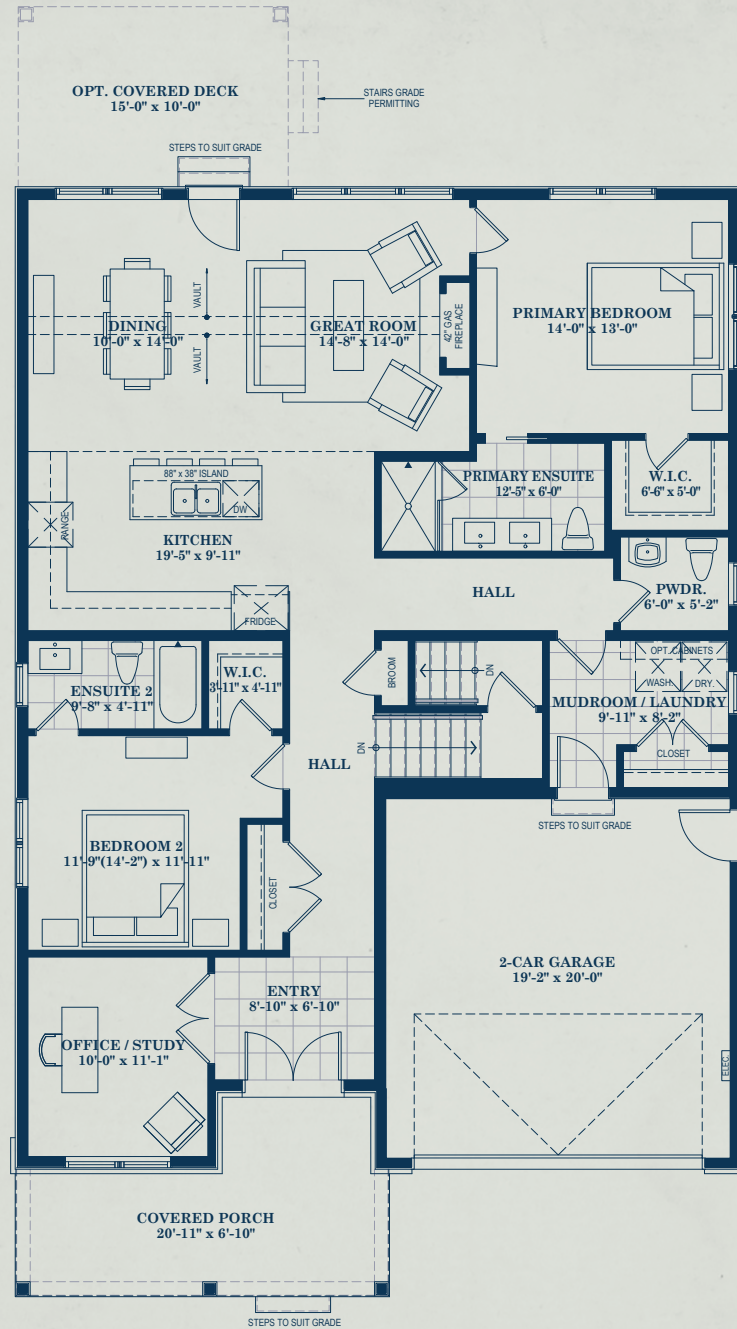 OPT. COVERED DECK
15'-0" x 10'-0"
STAIRS GRADE
PERMITTING
STEPS TO SUIT GRADE
VAULT
DINING
10'-0" x 14'-0"
VAULT
GREAT ROOM
14'-8" x 14'-0"
42" GAS
FIREPLACE
PRIMARY BEDROOM
14'-0" x 13'-0"
88" x 38" ISLAND
DW
RANGE
KITCHEN
19'-5" x 9'-11"
FRIDGE
PRIMARY ENSUITE
12'-5" x 6'-0"
W.I.C.
6'-6" x 5'-0"
HALL
PWDR.
6'-0" x 5'-2"
ENSUITE 2
9'-8" x 4'-11"
W.I.C.
3'-11" x 4'-11"
BROOM
DN
OPT. CABINETS
WASH.
DRY.
MUDROOM / LAUNDRY
9'-11" x 8'-2"
CLOSET
DN
HALL
STEPS TO SUIT GRADE
BEDROOM 2
11'-9"(14'-2") x 11'-11"
CLOSET
2-CAR GARAGE
19'-2" x 20'-0"
ENTRY
8'-10" x 6'-10"
OFFICE / STUDY
10'-0" x 11'-1"
ELEC.
COVERED PORCH
20'-11" x 6'-10"
STEPS TO SUIT GRADE